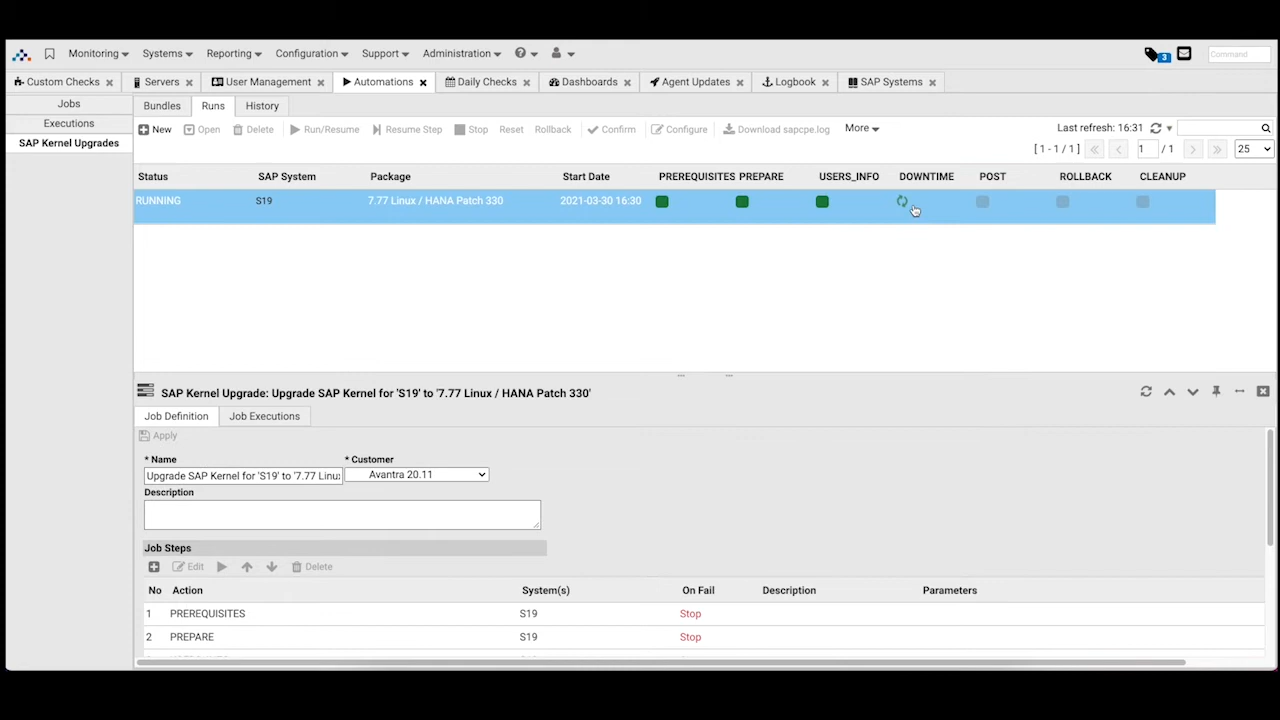 Monitoring Systems Reporting Configuration Support Administration 3 Command
Custom Checks Servers User Management Automations Daily Checks Dashboards Agent Updates Logbook SAP Systems
Jobs
Executions
SAP Kernel Upgrades
Bundles Runs History
New Open Delete Run/Resume Resume Step Stop Reset Rollback Confirm Configure Download sapcpe.log More Last refresh: 16:31
[ 1 - 1 / 1 ] 1 / 1 25
Status SAP System Package Start Date PREREQUISITES PREPARE USERS_INFO DOWNTIME POST ROLLBACK CLEANUP
RUNNING S19 7.77 Linux / HANA Patch 330 2021-03-30 16:30
SAP Kernel Upgrade: Upgrade SAP Kernel for 'S19' to '7.77 Linux / HANA Patch 330'
Job Definition Job Executions
Apply
* Name * Customer
Upgrade SAP Kernel for 'S19' to '7.77 Linu Avantra 20.11
Description
Job Steps
Edit Delete
No Action System(s) On Fail Description Parameters
1 PREREQUISITES S19 Stop
2 PREPARE S19 Stop